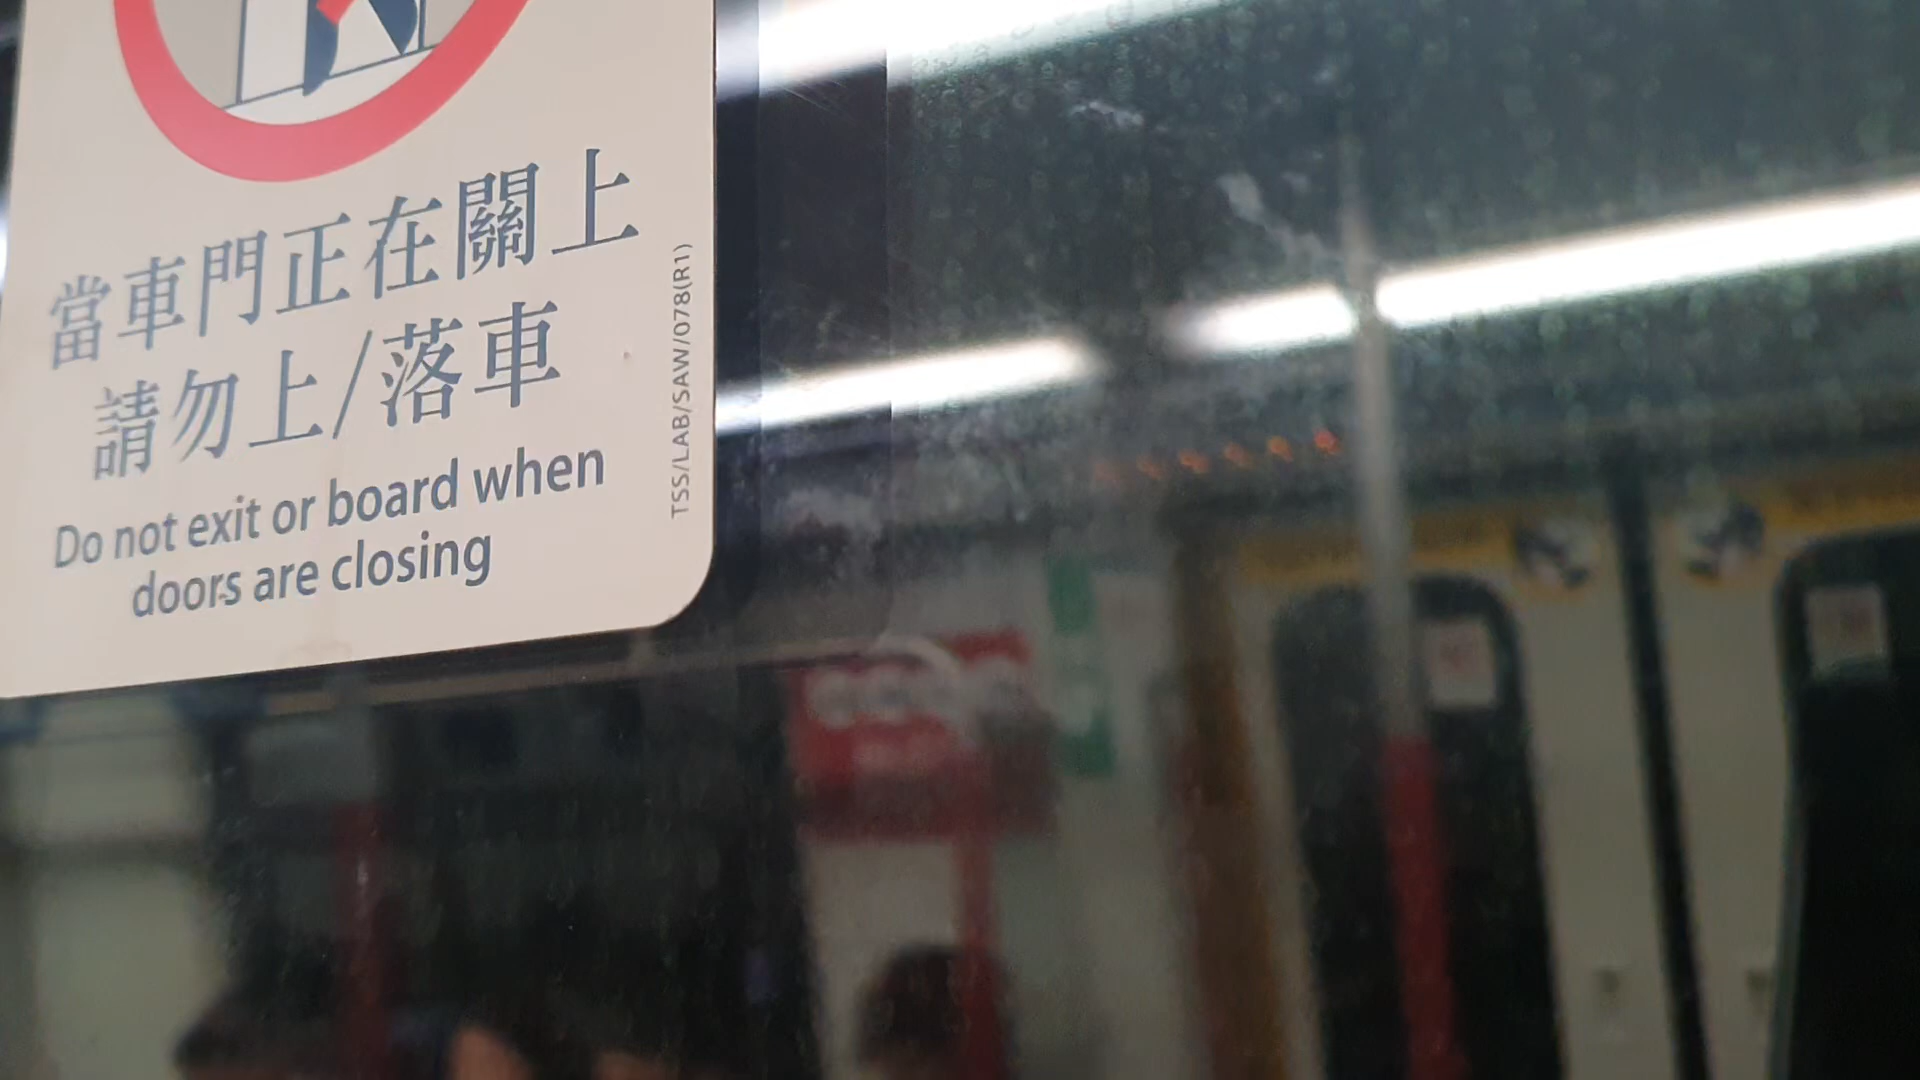 當車門正在關上
請勿上/落車
Do not exit or board when
doors are closing
TSS/LAB/SAW/078(R1)